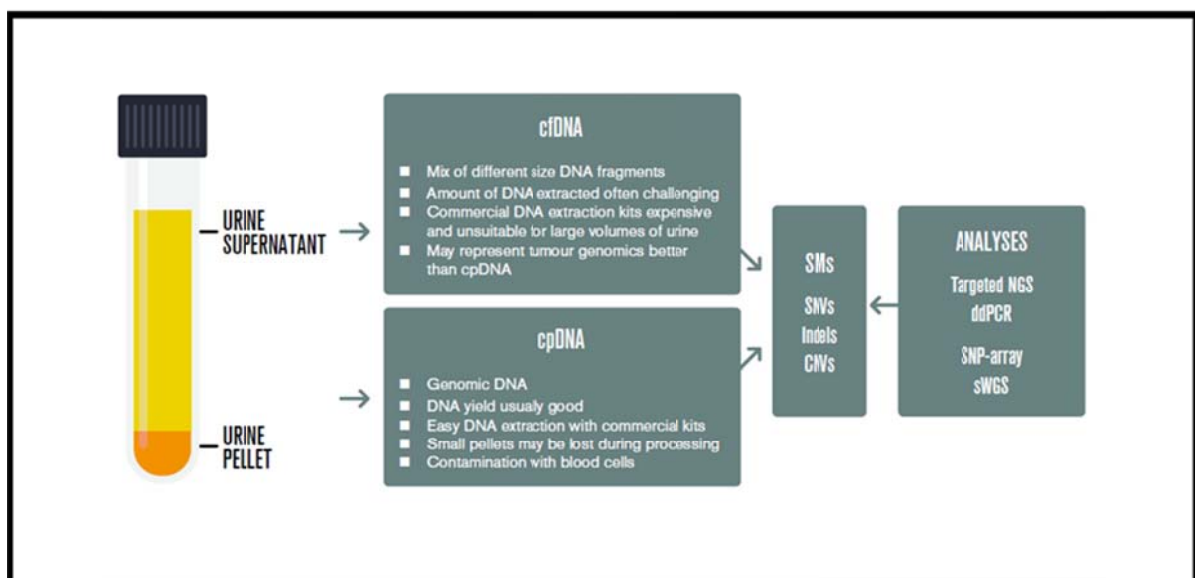 URINE
SUPERNATANT
URINE
PELLET
cfDNA
Mix of different size DNA fragments
Amount of DNA extracted often challenging
Commercial DNA extraction kits expensive
and unsuitable for large volumes of urine
May represent tumour genomics better
than cpDNA
cpDNA
Genomic DNA
DNA yield usualy good
Easy DNA extraction with commercial kits
Small pellets may be lost during processing
Contamination with blood cells
SMs
SNVs
Indels
CNVs
ANALYSES
Targeted NGS
ddPCR
SNP-array
sWGS